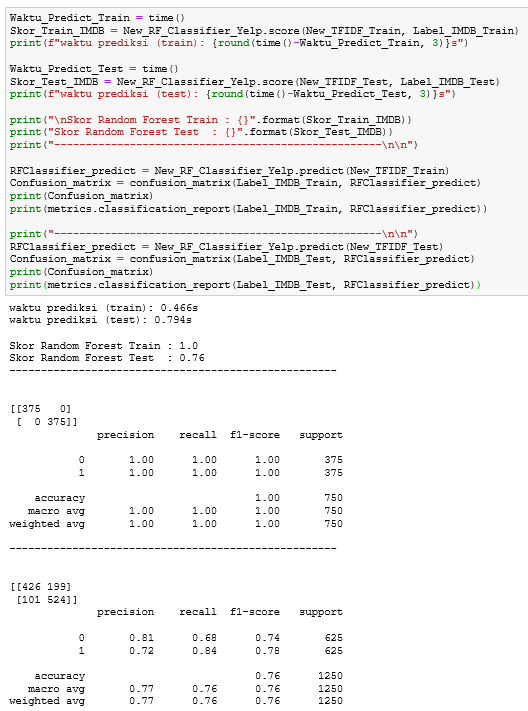 Waktu_Predict_Train = time()
Skor_Train_IMDB = New_RF_Classifier_Yelp.score(New_TFIDF_Train, Label_IMDB_Train)
print(f"waktu prediksi (train): {round(time()-Waktu_Predict_Train, 3)}s")

Waktu_Predict_Test = time()
Skor_Test_IMDB = New_RF_Classifier_Yelp.score(New_TFIDF_Test, Label_IMDB_Test)
print(f"waktu prediksi (test): {round(time()-Waktu_Predict_Test, 3)}s")

print("\nSkor Random Forest Train : {}".format(Skor_Train_IMDB))
print("Skor Random Forest Test  : {}".format(Skor_Test_IMDB))
print("----------------------------------------------------\n\n")

RFClassifier_predict = New_RF_Classifier_Yelp.predict(New_TFIDF_Train)
Confusion_matrix = confusion_matrix(Label_IMDB_Train, RFClassifier_predict)
print(Confusion_matrix)
print(metrics.classification_report(Label_IMDB_Train, RFClassifier_predict))

print("----------------------------------------------------\n\n")
RFClassifier_predict = New_RF_Classifier_Yelp.predict(New_TFIDF_Test)
Confusion_matrix = confusion_matrix(Label_IMDB_Test, RFClassifier_predict)
print(Confusion_matrix)
print(metrics.classification_report(Label_IMDB_Test, RFClassifier_predict))

waktu prediksi (train): 0.466s
waktu prediksi (test): 0.794s

Skor Random Forest Train : 1.0
Skor Random Forest Test  : 0.76
----------------------------------------------------

[[375   0]
 [  0 375]]
              precision    recall  f1-score   support

           0       1.00      1.00      1.00       375
           1       1.00      1.00      1.00       375

    accuracy                           1.00       750
   macro avg       1.00      1.00      1.00       750
weighted avg       1.00      1.00      1.00       750

----------------------------------------------------

[[426 199]
 [101 524]]
              precision    recall  f1-score   support

           0       0.81      0.68      0.74       625
           1       0.72      0.84      0.78       625

    accuracy                           0.76      1250
   macro avg       0.77      0.76      0.76      1250
weighted avg       0.77      0.76      0.76      1250